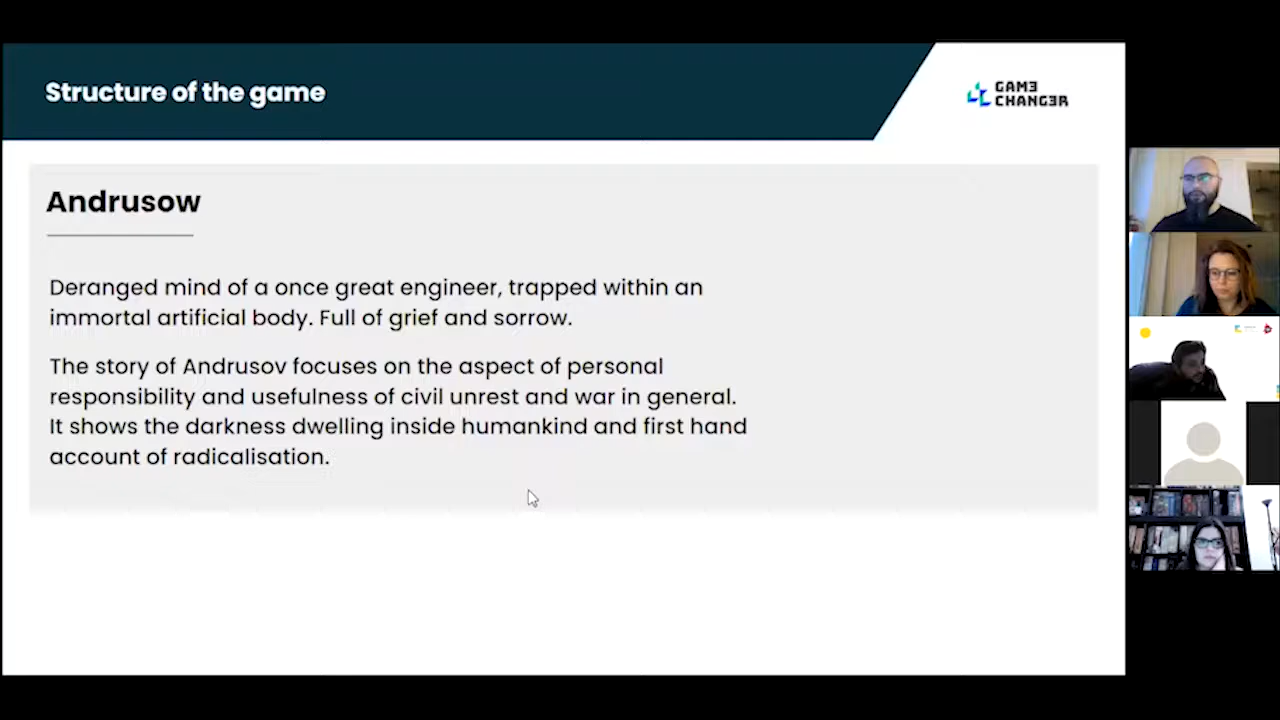 Structure of the game
GAMƎ
CHANGƎR
Andrusow
Deranged mind of a once great engineer, trapped within an
immortal artificial body. Full of grief and sorrow.
The story of Andrusov focuses on the aspect of personal
responsibility and usefulness of civil unrest and war in general.
It shows the darkness dwelling inside humankind and first hand
account of radicalisation.